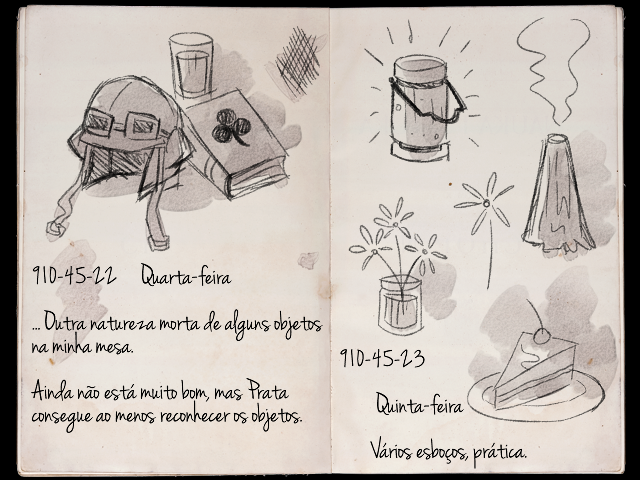 910-45-22 Quarta-feira
... Outra natureza morta de alguns objetos
na minha mesa.
Ainda não está muito bom, mas Prata
consegue ao menos reconhecer os objetos.
910-45-23
Quinta-feira
Vários esboços, prática.